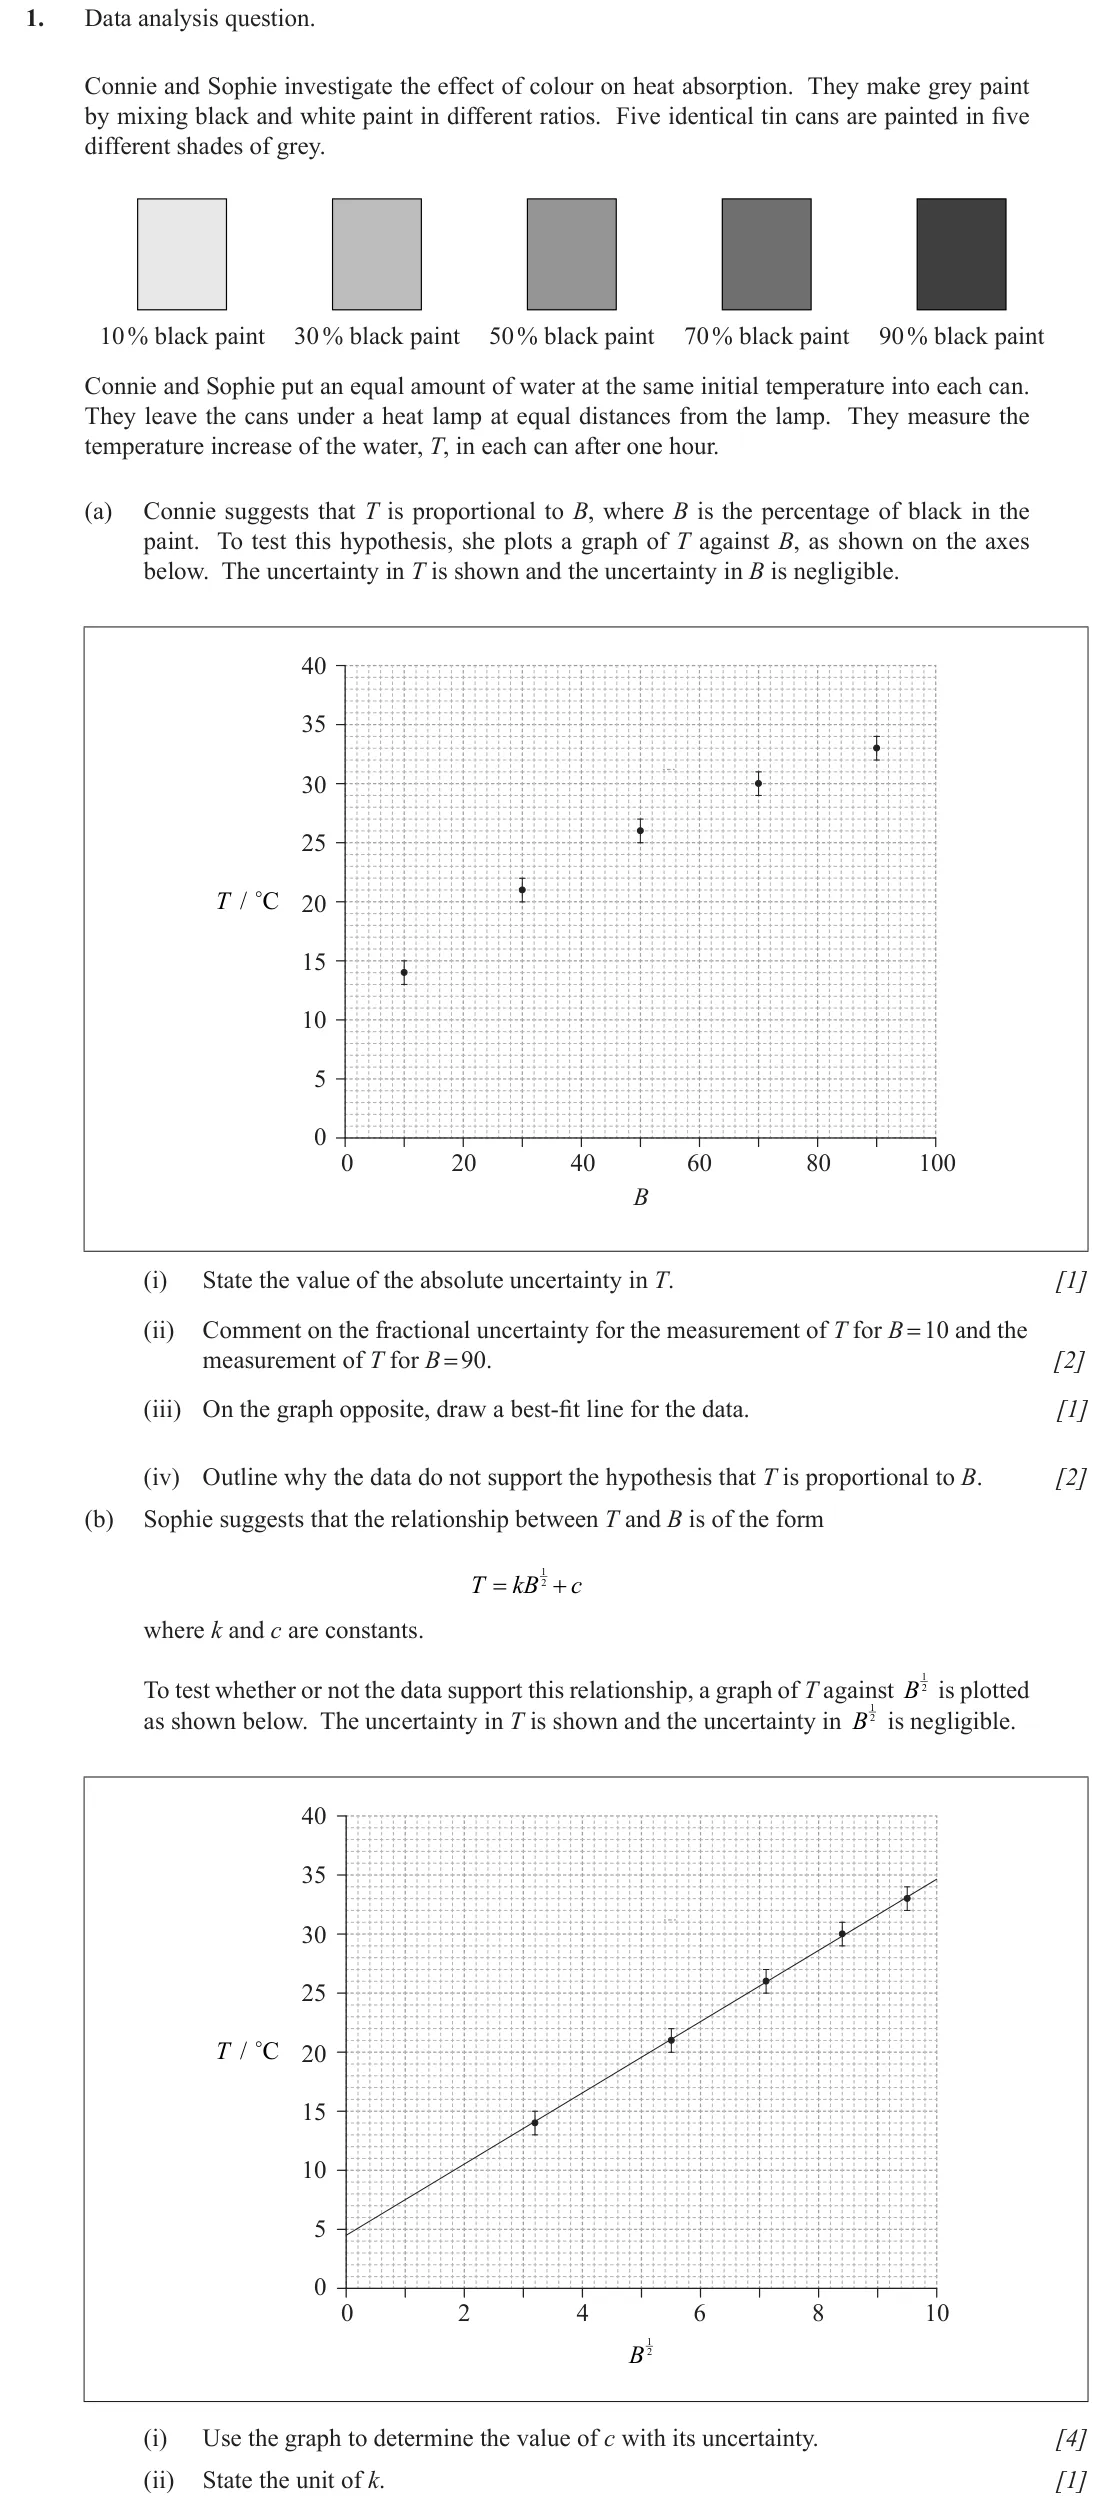 1. Data analysis question.
Connie and Sophie investigate the effect of colour on heat absorption. They make grey paint
by mixing black and white paint in different ratios. Five identical tin cans are painted in five
different shades of grey.
10% black paint 30% black paint 50% black paint 70% black paint 90% black paint
Connie and Sophie put an equal amount of water at the same initial temperature into each can.
They leave the cans under a heat lamp at equal distances from the lamp. They measure the
temperature increase of the water, T, in each can after one hour.
(a) Connie suggests that T is proportional to B, where B is the percentage of black in the
paint. To test this hypothesis, she plots a graph of T against B, as shown on the axes
below. The uncertainty in T is shown and the uncertainty in B is negligible.
40
35
30
25
T / °C 20
15
10
5
0
0 20 40 60 80 100
B
(i) State the value of the absolute uncertainty in T. [1]
(ii) Comment on the fractional uncertainty for the measurement of T for B=10 and the
measurement of T for B=90. [2]
(iii) On the graph opposite, draw a best-fit line for the data. [1]
(iv) Outline why the data do not support the hypothesis that T is proportional to B. [2]
(b) Sophie suggests that the relationship between T and B is of the form
T = kB^{1/2} + c
where k and c are constants.
To test whether or not the data support this relationship, a graph of T against B^{1/2} is plotted
as shown below. The uncertainty in T is shown and the uncertainty in B^{1/2} is negligible.
40
35
30
25
T / °C 20
15
10
5
0
0 2 4 6 8 10
B^{1/2}
(i) Use the graph to determine the value of c with its uncertainty. [4]
(ii) State the unit of k. [1]